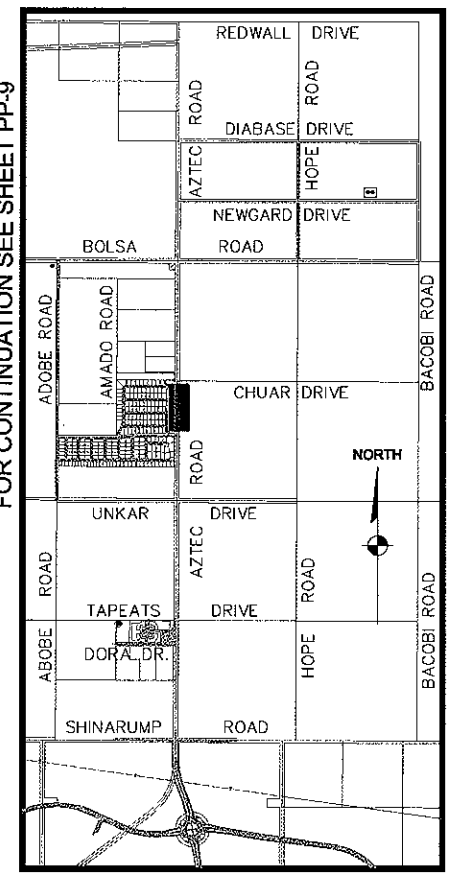 FOR CONTINUATION SEE SHEET PP-9
REDWALL DRIVE
ROAD
ROAD
DIABASE DRIVE
AZTEC
HOPE
NEWGARD DRIVE
BOLSA ROAD
ADOBE ROAD
AMADO ROAD
BACOBI ROAD
CHUAR DRIVE
ROAD
NORTH
UNKAR DRIVE
AZTEC
ROAD
ROAD
TAPEATS DRIVE
ABOBE
DORAL DR.
HOPE
BACOBI ROAD
SHINARUMP ROAD